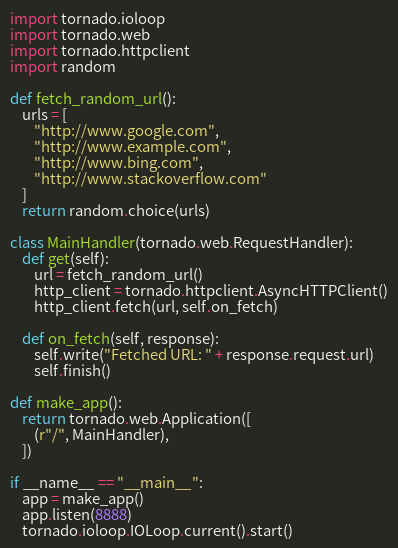 import tornado.ioloop
import tornado.web
import tornado.httpclient
import random

def fetch_random_url():
    urls = [
        "http://www.google.com",
        "http://www.example.com",
        "http://www.bing.com",
        "http://www.stackoverflow.com"
    ]
    return random.choice(urls)

class MainHandler(tornado.web.RequestHandler):
    def get(self):
        url = fetch_random_url()
        http_client = tornado.httpclient.AsyncHTTPClient()
        http_client.fetch(url, self.on_fetch)

    def on_fetch(self, response):
        self.write("Fetched URL: " + response.request.url)
        self.finish()

def make_app():
    return tornado.web.Application([
        (r"/", MainHandler),
    ])

if __name__ == "__main__":
    app = make_app()
    app.listen(8888)
    tornado.ioloop.IOLoop.current().start()